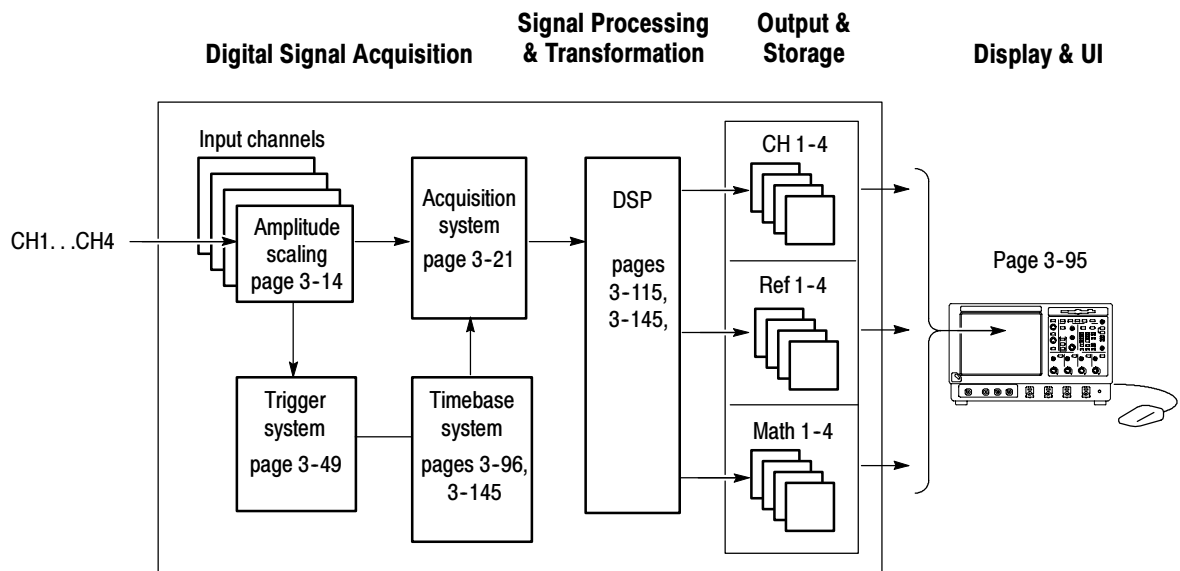 Digital Signal Acquisition
Signal Processing
& Transformation
Output &
Storage
Display & UI
Input channels
CH1. . .CH4
Amplitude
scaling
page 3-14
Acquisition
system
page 3-21
Trigger
system
page 3-49
Timebase
system
pages 3-96,
3-145
DSP
pages
3-115,
3-145,
CH 1-4
Ref 1-4
Math 1-4
Page 3-95